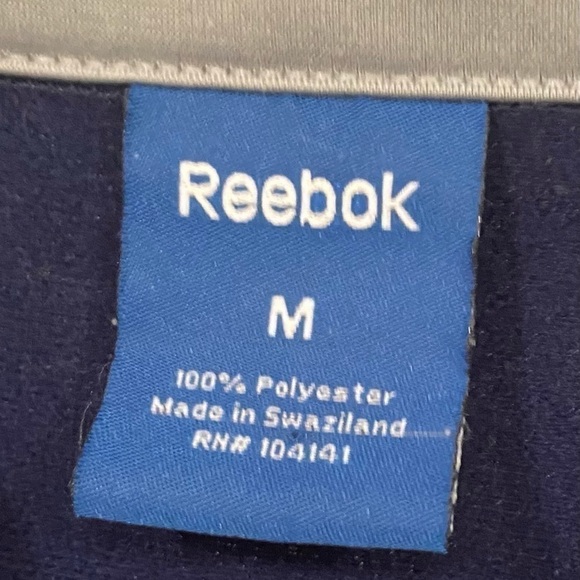 Reebok
M
100% Polyester
Made in Swaziland
RN# 104141